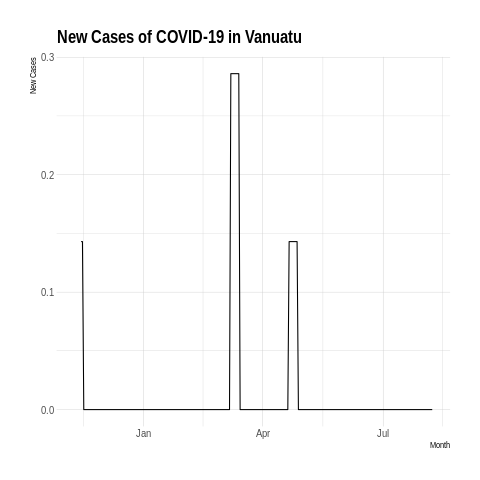 New Cases of COVID-19 in Vanuatu
New Cases
0.3
0.2
0.1
0.0
Jan Apr Jul
Month